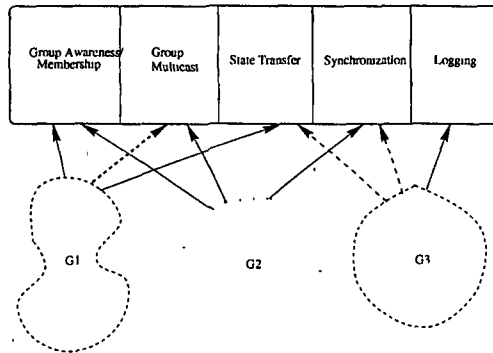 Group Awareness/
Membership
Group
Multicast
State Transfer
Synchronization
Logging
G1
G2
G3